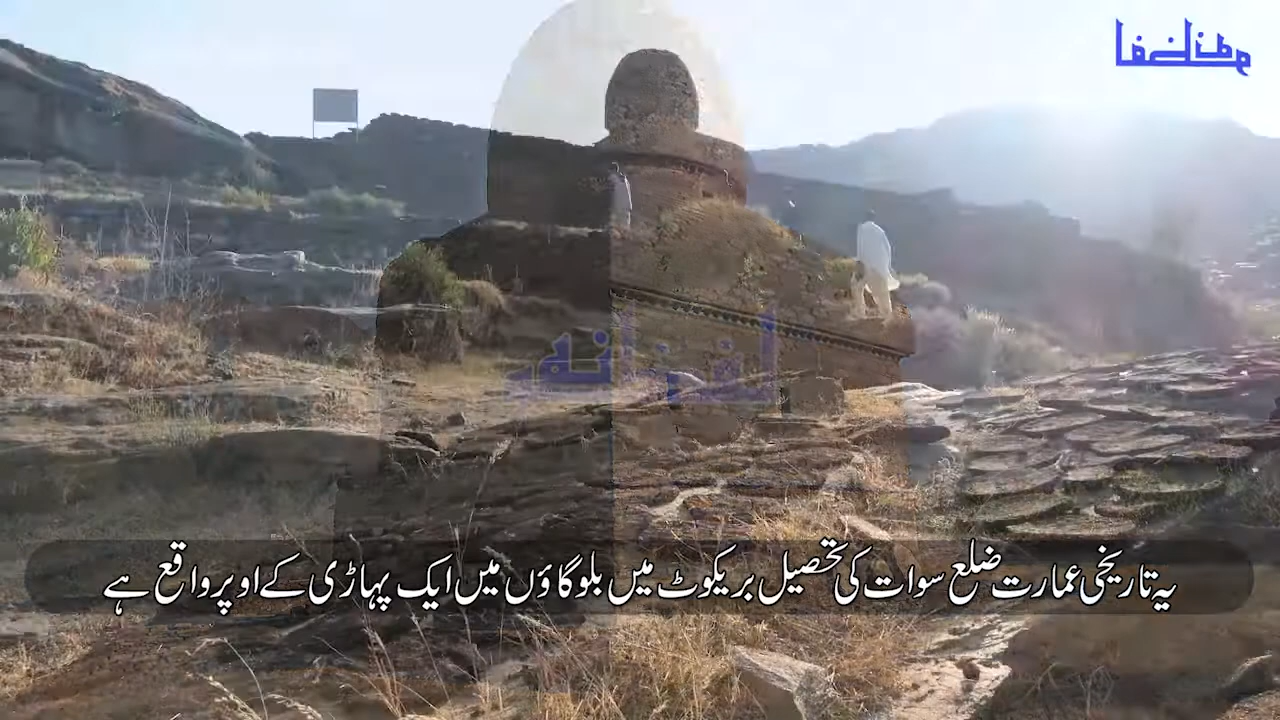 یہ تاریخی عمارت ضلع سوات کی تحصیل بریکوٹ میں بلو گاؤں میں ایک پہاڑی کے اوپر واقع ہے